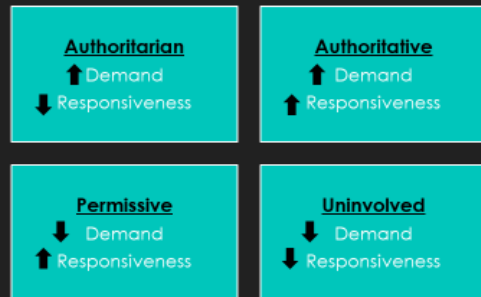 Authoritarian
⬆Demand
⬇Responsiveness
Authoritative
⬆ Demand
⬆ Responsiveness
Permissive
⬇ Demand
⬆ Responsiveness
Uninvolved
⬇ Demand
⬇ Responsiveness